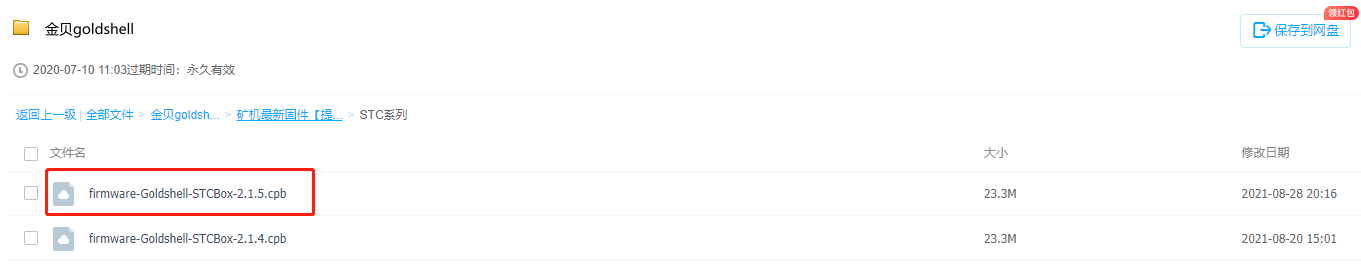 领红包
金贝goldshell
保存到网盘
2020-07-10 11:03过期时间：永久有效
返回上一级 | 全部文件 > 金贝goldsh... > 矿机最新固件【提... > STC系列
文件名 大小 修改日期
firmware-Goldshell-STCBox-2.1.5.cpb 23.3M 2021-08-28 20:16
firmware-Goldshell-STCBox-2.1.4.cpb 23.3M 2021-08-20 15:01